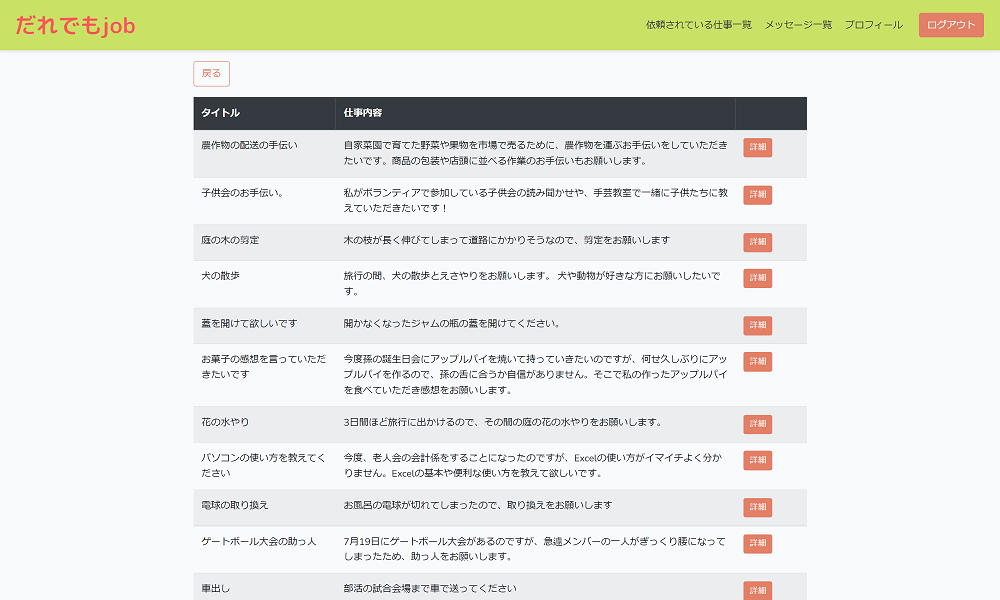 だれでもjob
依頼されている仕事一覧 メッセージ一覧 プロフィール ログアウト
戻る
タイトル 仕事内容
農作物の配送の手伝い 自家菜園で育てた野菜や果物を市場で売るために、農作物を運ぶお手伝いをしていただき
たいです。商品の包装や店頭に並べる作業のお手伝いもお願いします。
詳細
子供会のお手伝い。 私がボランティアで参加している子供会の読み聞かせや、手芸教室で一緒に子供たちに教
えていただきたいです！
詳細
庭の木の剪定 木の枝が長く伸びてしまって道路にかかりそうなので、剪定をお願いします 詳細
犬の散歩 旅行の間、犬の散歩とえさやりをお願いします。 犬や動物が好きな方にお願いしたいで
す。
詳細
蓋を開けて欲しいです 開かなくなったジャムの瓶の蓋を開けてください。 詳細
お菓子の感想を言っていただ
きたいです
今度孫の誕生日会にアップルパイを焼いて持っていきたいのですが、何せ久しぶりにアッ
プルパイを作るので、孫の舌に合うか自信がありません。そこで私の作ったアップルパイ
を食べていただき感想をお願いします。
詳細
花の水やり 3日間ほど旅行に出かけるので、その間の庭の花の水やりをお願いします。 詳細
パソコンの使い方を教えてく
ださい
今度、老人会の会計係をすることになったのですが、Excelの使い方がイマイチよく分か
りません。Excelの基本や便利な使い方を教えて欲しいです。
詳細
電球の取り換え お風呂の電球が切れてしまったので、取り換えをお願いします 詳細
ゲートボール大会の助っ人 7月19日にゲートボール大会があるのですが、急遽メンバーの一人がぎっくり腰になって
しまったため、助っ人をお願いします。
詳細
車出し 部活の試合会場まで車で送ってください 詳細